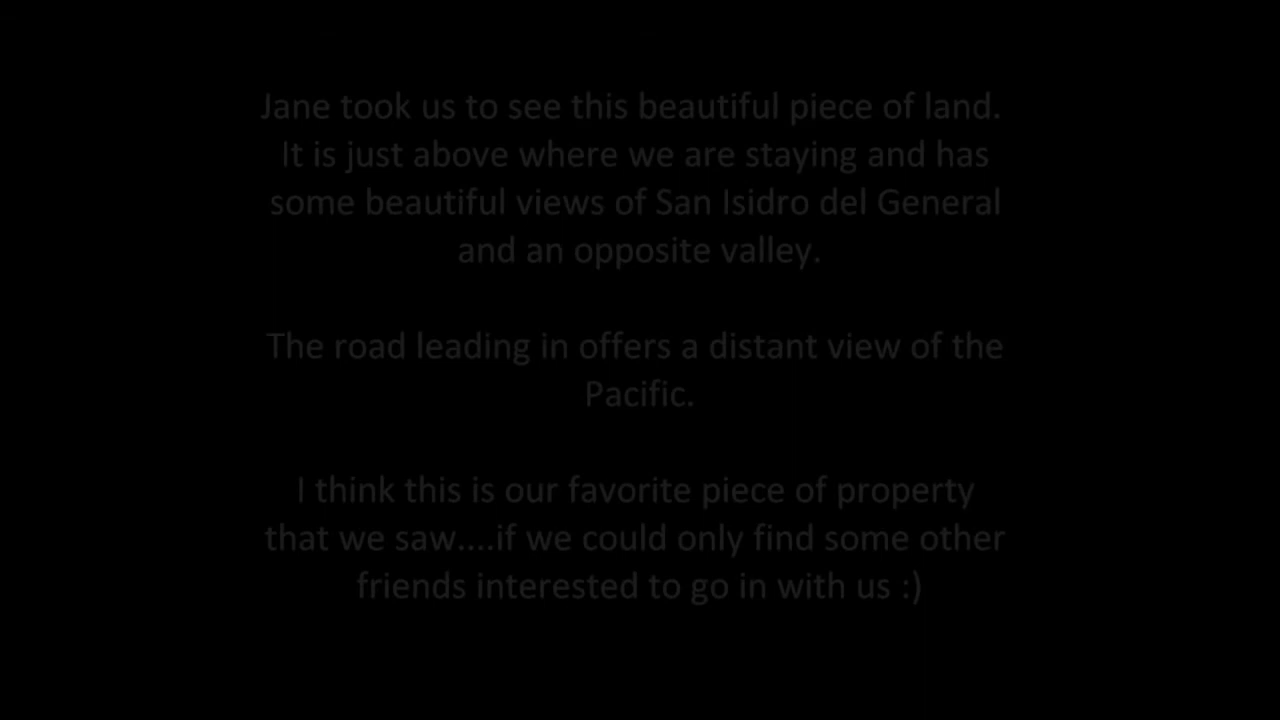 Jane took us to see this beautiful piece of land.
It is just above where we are staying and has
some beautiful views of San Isidro del General
and an opposite valley.
The road leading in offers a distant view of the
Pacific.
I think this is our favorite piece of property
that we saw....if we could only find some other
friends interested to go in with us :)